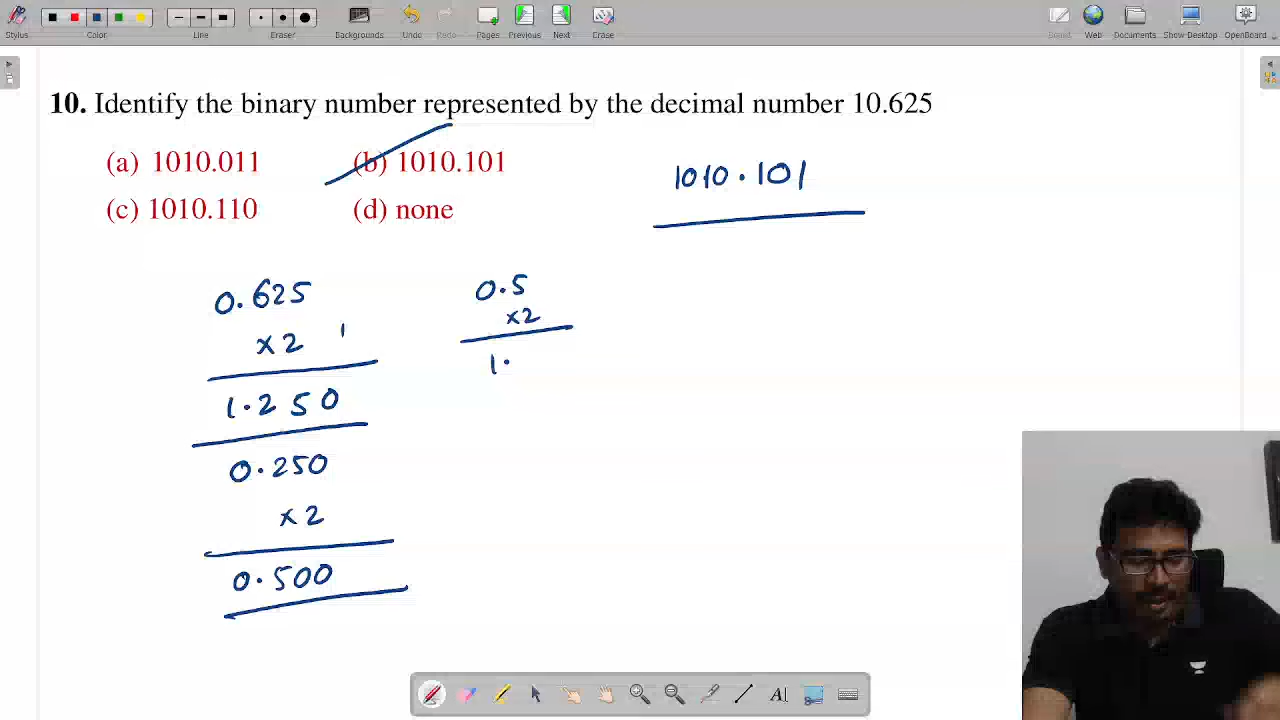 Stylus Color Line Eraser Backgrounds Undo Redo Pages Previous Next Erase Board Web Documents Show Desktop OpenBoard
10. Identify the binary number represented by the decimal number 10.625
(a) 1010.011 (b) 1010.101
1010.101
(c) 1010.110 (d) none
0.625
×2 1
1.250
0.250
×2
0.500
0.5
×2
1.
AI